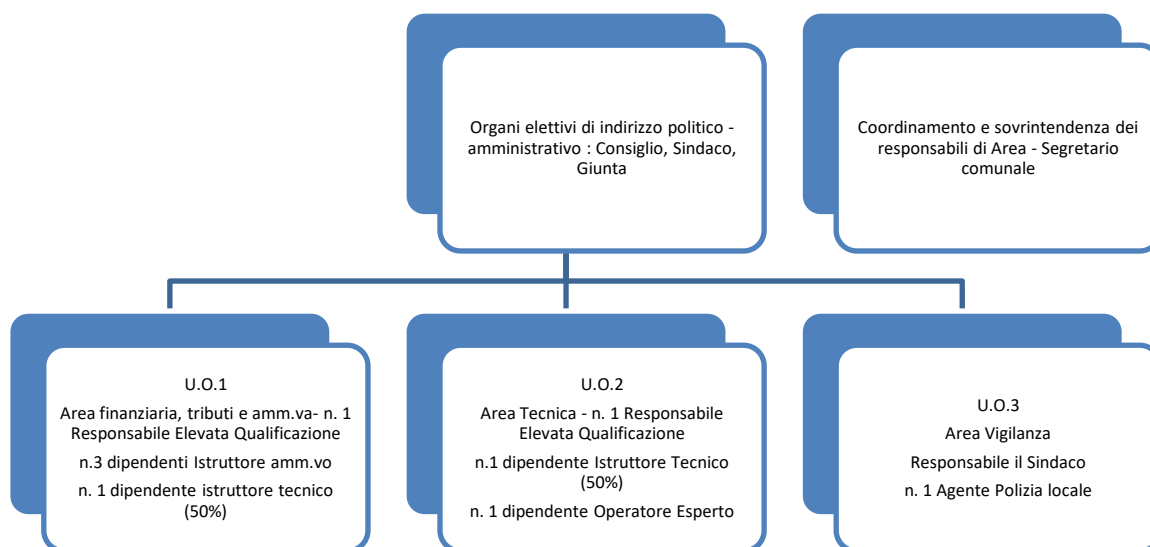 Organi elettivi di indirizzo politico -
amministrativo : Consiglio, Sindaco,
Giunta
Coordinamento e sovrintendenza dei
responsabili di Area - Segretario
comunale
U.O.1
Area finanziaria, tributi e amm.va- n. 1
Responsabile Elevata Qualificazione
n.3 dipendenti Istruttore amm.vo
n. 1 dipendente istruttore tecnico
(50%)
U.O.2
Area Tecnica - n. 1 Responsabile
Elevata Qualificazione
n.1 dipendente Istruttore Tecnico
(50%)
n. 1 dipendente Operatore Esperto
U.O.3
Area Vigilanza
Responsabile il Sindaco
n. 1 Agente Polizia locale